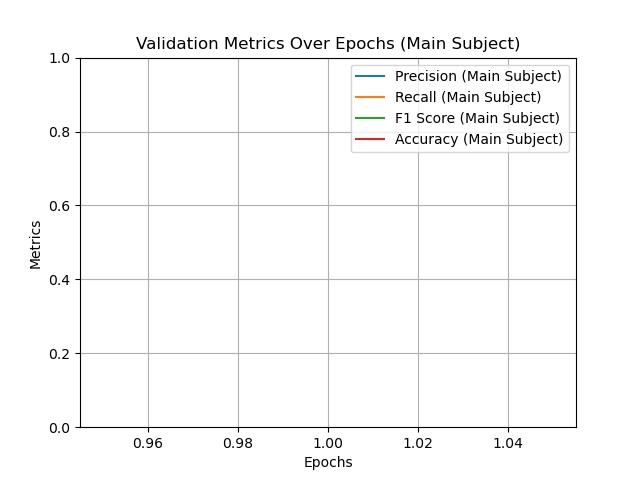 Validation Metrics Over Epochs (Main Subject)
1.0
Precision (Main Subject)
Recall (Main Subject)
F1 Score (Main Subject)
Accuracy (Main Subject)
0.8
0.6
Metrics
0.4
0.2
0.0
0.96 0.98 1.00 1.02 1.04
Epochs